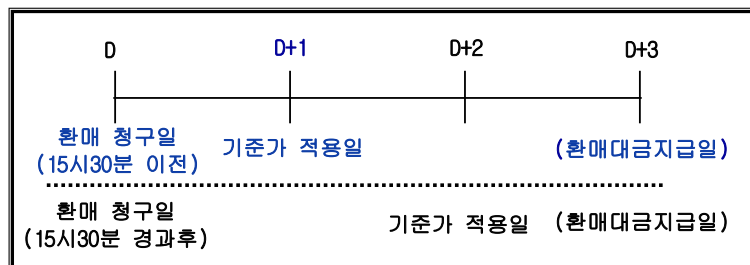 D D+1 D+2 D+3
환매 청구일
(15시30분 이전) 기준가 적용일 (환매대금지급일)
환매 청구일
(15시30분 경과후) 기준가 적용일 (환매대금지급일)